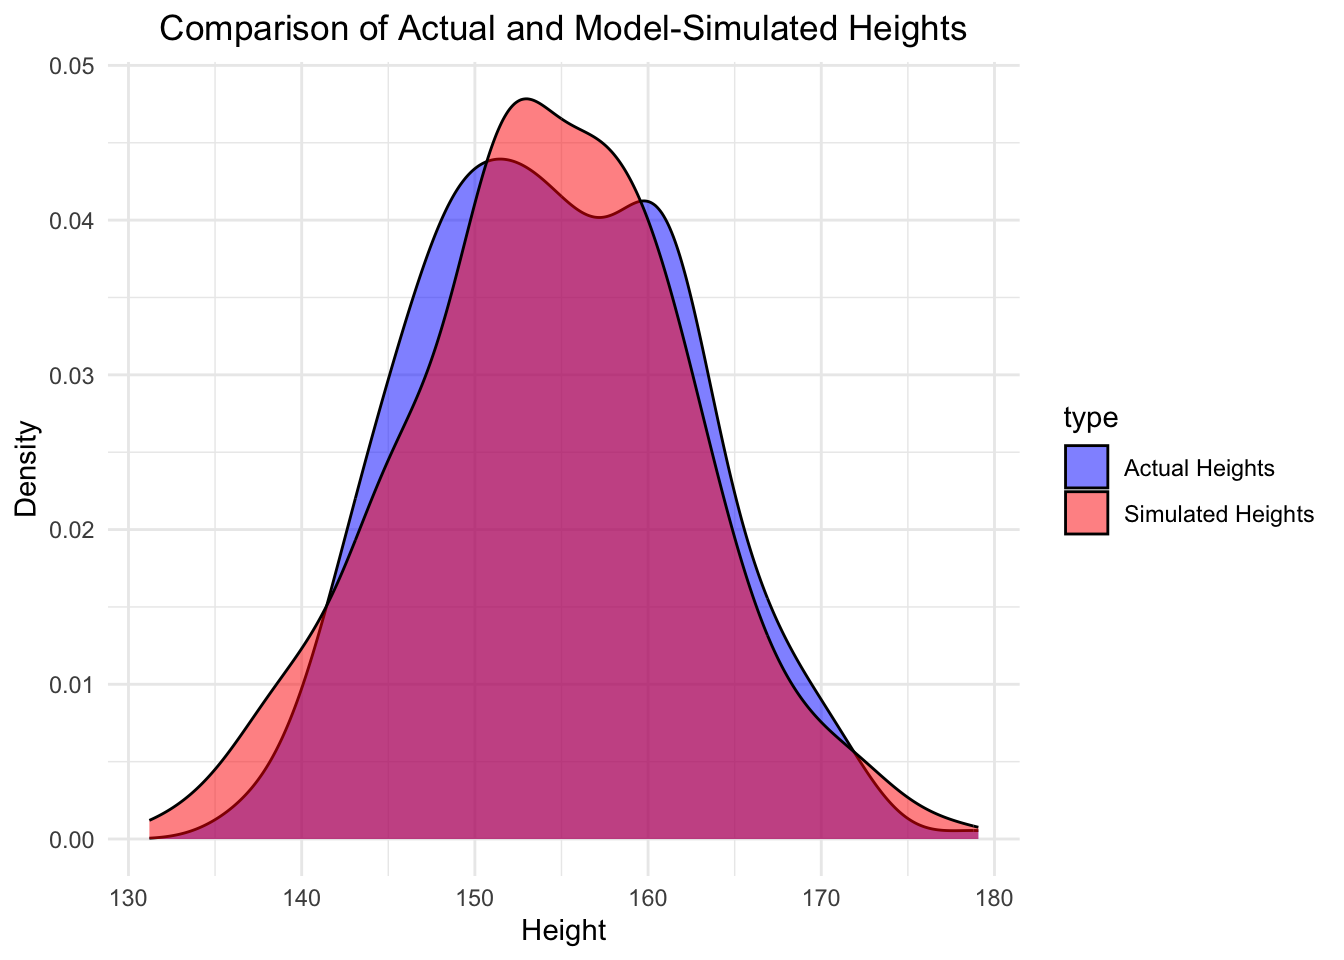 Comparison of Actual and Model-Simulated Heights
0.05
0.04
0.03
0.02
0.01
0.00
Density
130 140 150 160 170 180
Height
type
Actual Heights
Simulated Heights